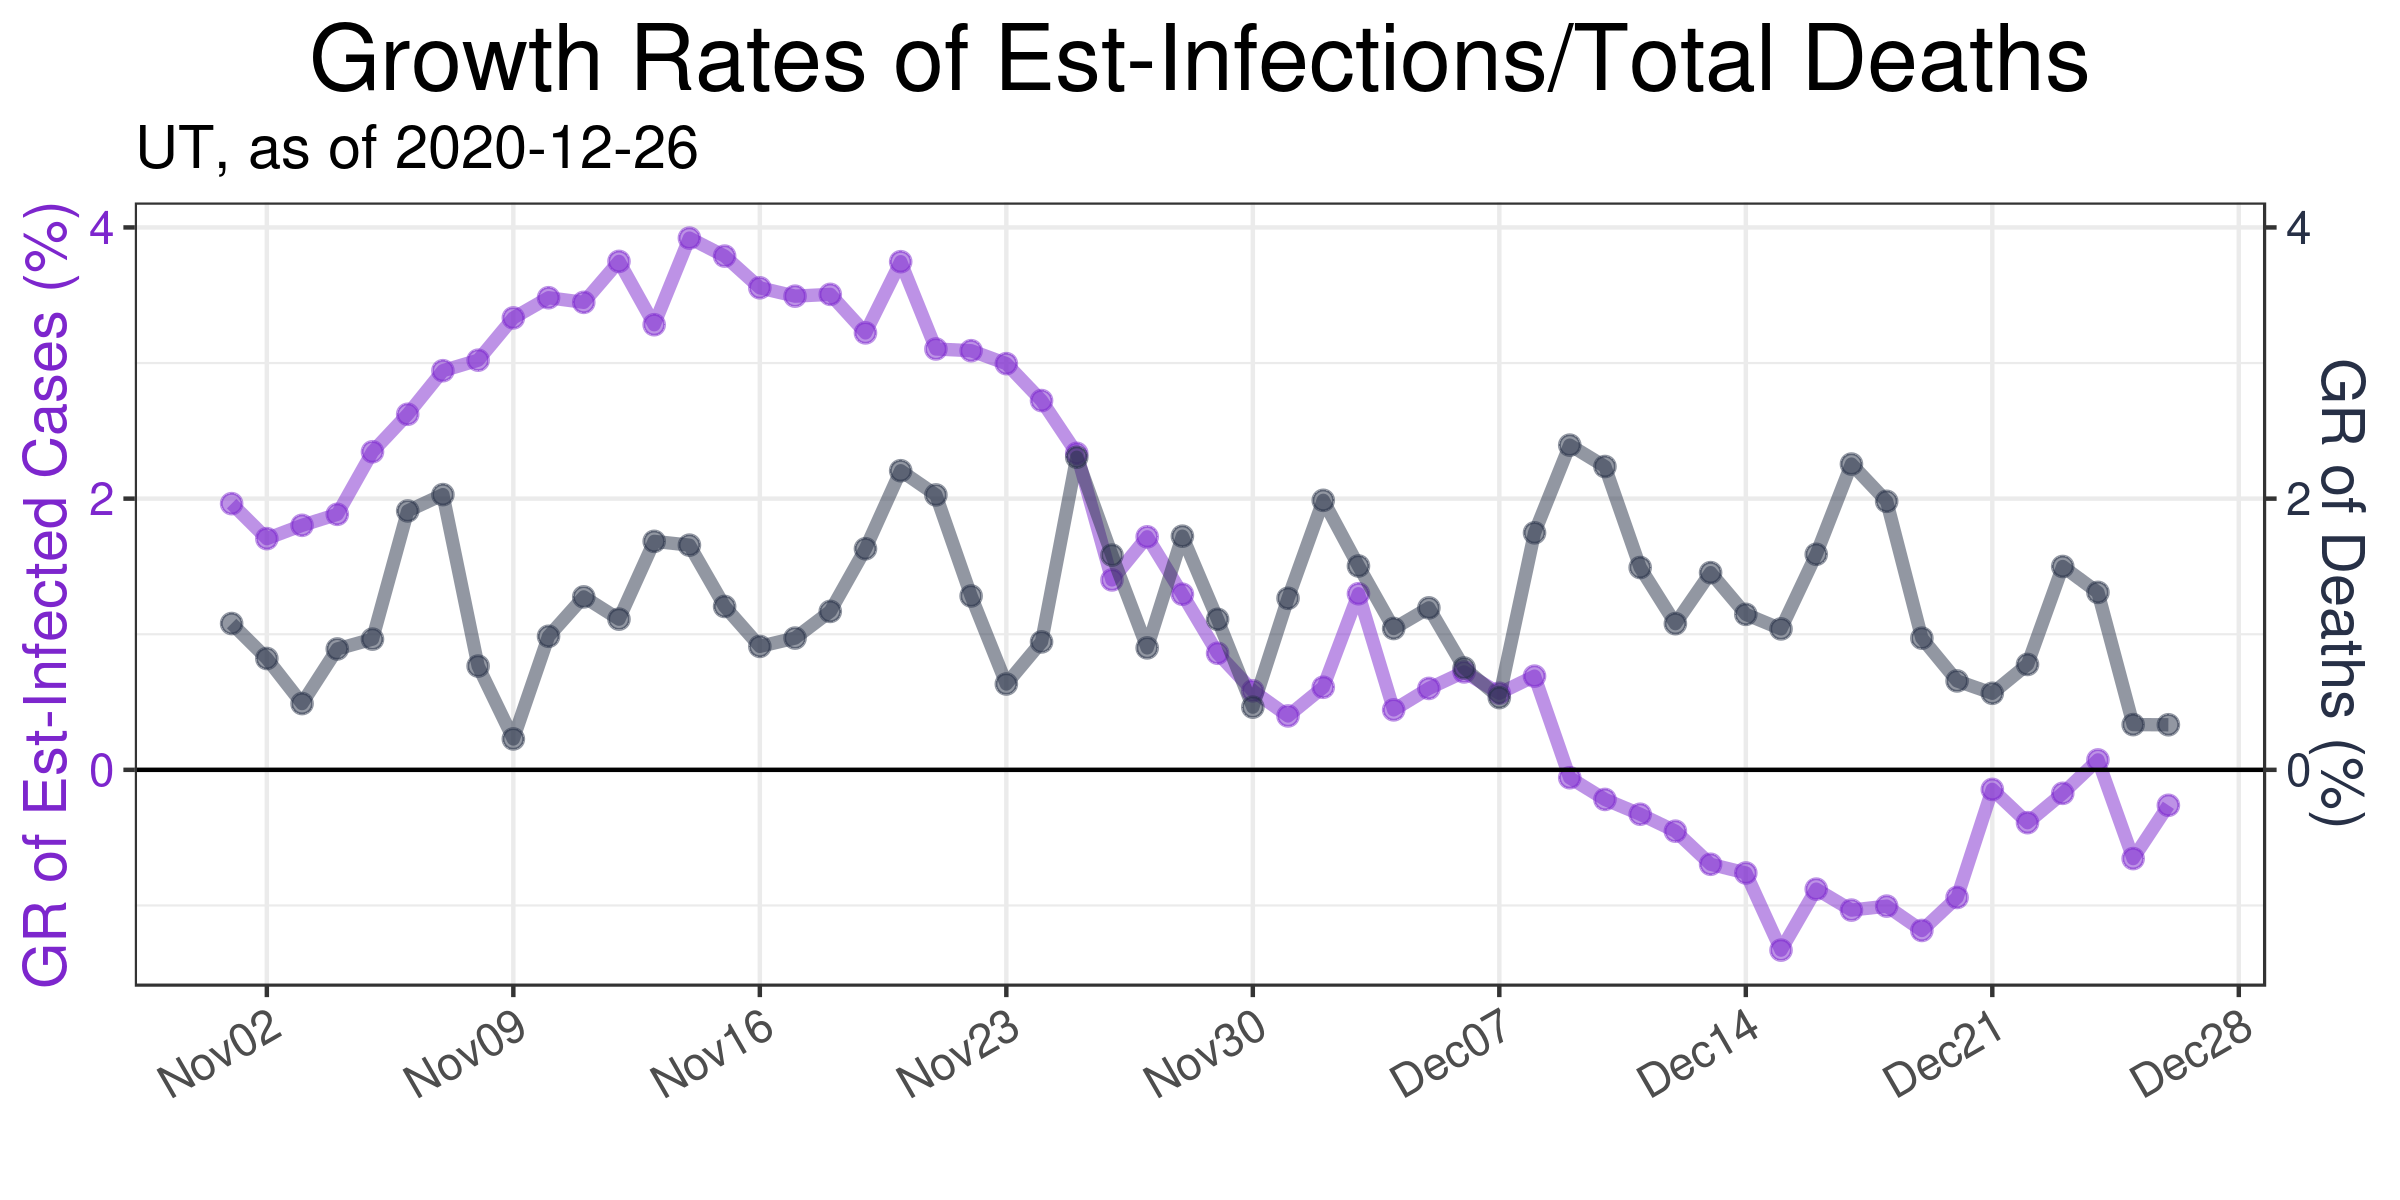 Growth Rates of Est-Infections/Total Deaths
UT, as of 2020-12-26
GR of Est-Infected Cases (%)
4
2
0
4
2
0
GR of Deaths (%)
Nov02
Nov09
Nov16
Nov23
Nov30
Dec07
Dec14
Dec21
Dec28